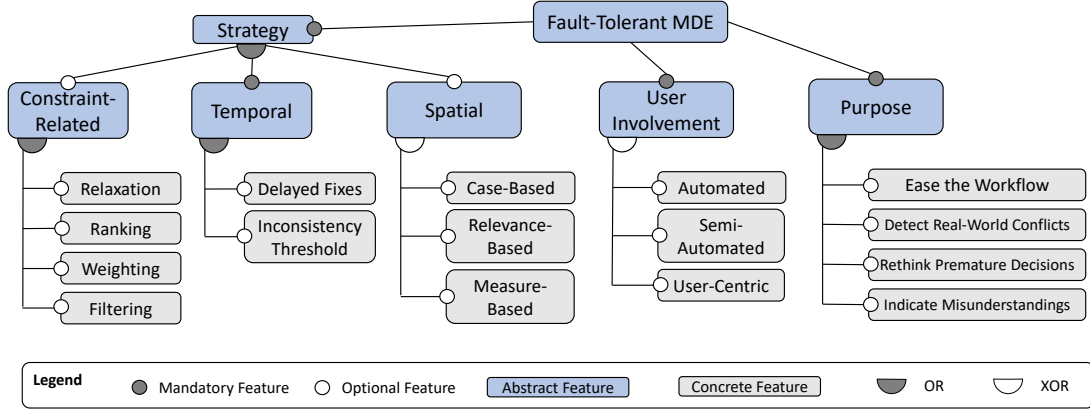 Strategy
Fault-Tolerant MDE
Constraint-
Related
Temporal
Spatial
User
Involvement
Purpose
Relaxation
Ranking
Weighting
Filtering
Delayed Fixes
Inconsistency
Threshold
Case-Based
Relevance-
Based
Measure-
Based
Automated
Semi-
Automated
User-Centric
Ease the Workflow
Detect Real-World Conflicts
Rethink Premature Decisions
Indicate Misunderstandings
Legend
Mandatory Feature
Optional Feature
Abstract Feature
Concrete Feature
OR
XOR